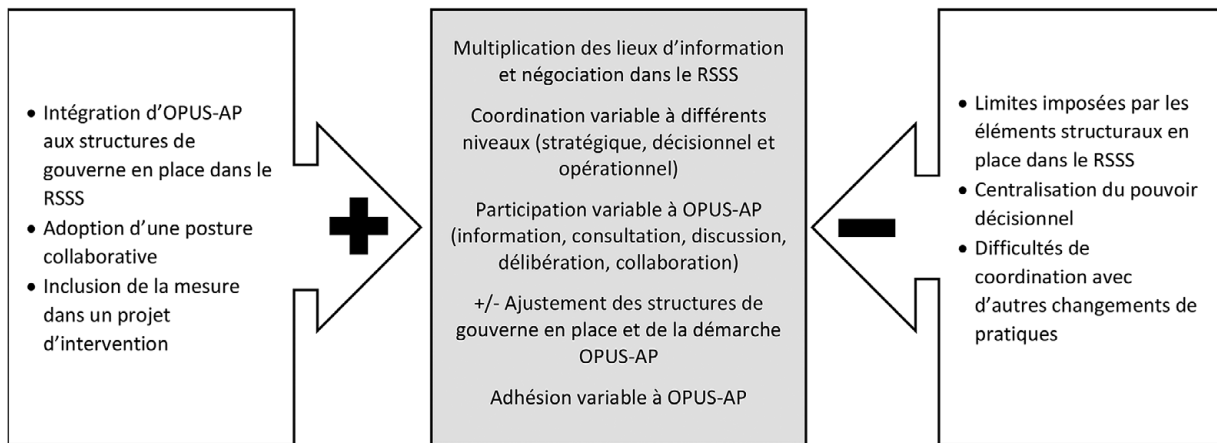 • Intégration d’OPUS-AP
aux structures de
gouverne en place dans le
RSSS
• Adoption d’une posture
collaborative
• Inclusion de la mesure
dans un projet
d’intervention
Multiplication des lieux d’information
et négociation dans le RSSS
Coordination variable à différents
niveaux (stratégique, décisionnel et
opérationnel)
Participation variable à OPUS-AP
(information, consultation, discussion,
délibération, collaboration)
+/- Ajustement des structures de
gouverne en place et de la démarche
OPUS-AP
Adhésion variable à OPUS-AP
• Limites imposées par les
éléments structuraux en
place dans le RSSS
• Centralisation du pouvoir
décisionnel
• Difficultés de
coordination avec
d’autres changements de
pratiques